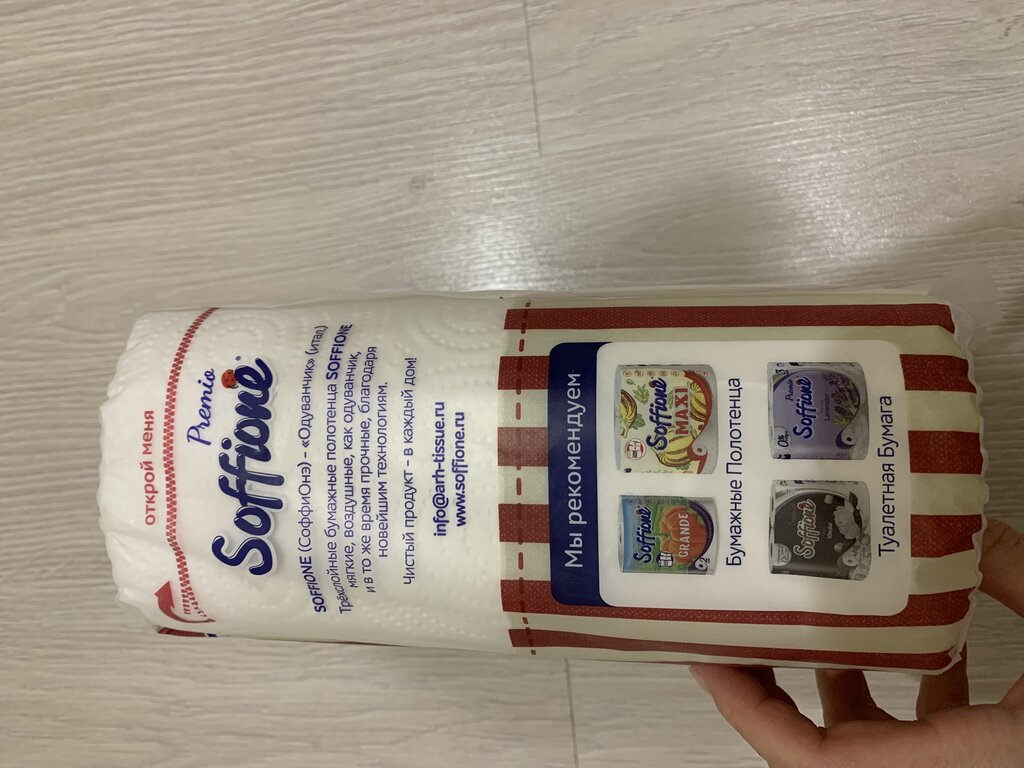 открой меня
Premio
Soffione
SOFFIONE (СоффиОнэ) – «Одуванчик» (итал.)
Трёхслойные бумажные полотенца SOFFIONE
мягкие, воздушные, как одуванчик,
и в то же время прочные, благодаря
новейшим технологиям.
Чистый продукт – в каждый дом!
info@arh-tissue.ru
www.soffione.ru
Мы рекомендуем
Soffione
GRANDE
Soffione
MAXI
Бумажные Полотенца
Soffione
Premio
Soffione
Lavender
Туалетная Бумага